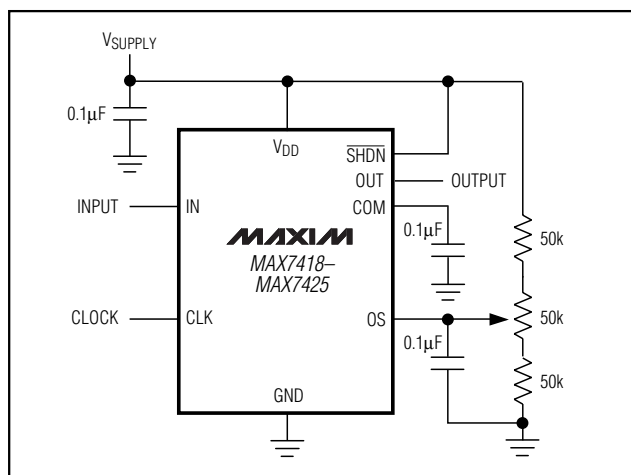 VSUPPLY
0.1µF
VDD
SHDN
OUT
OUTPUT
INPUT
IN
COM
MAXIM
MAX7418–
MAX7425
0.1µF
50k
CLOCK
CLK
OS
50k
0.1µF
50k
GND